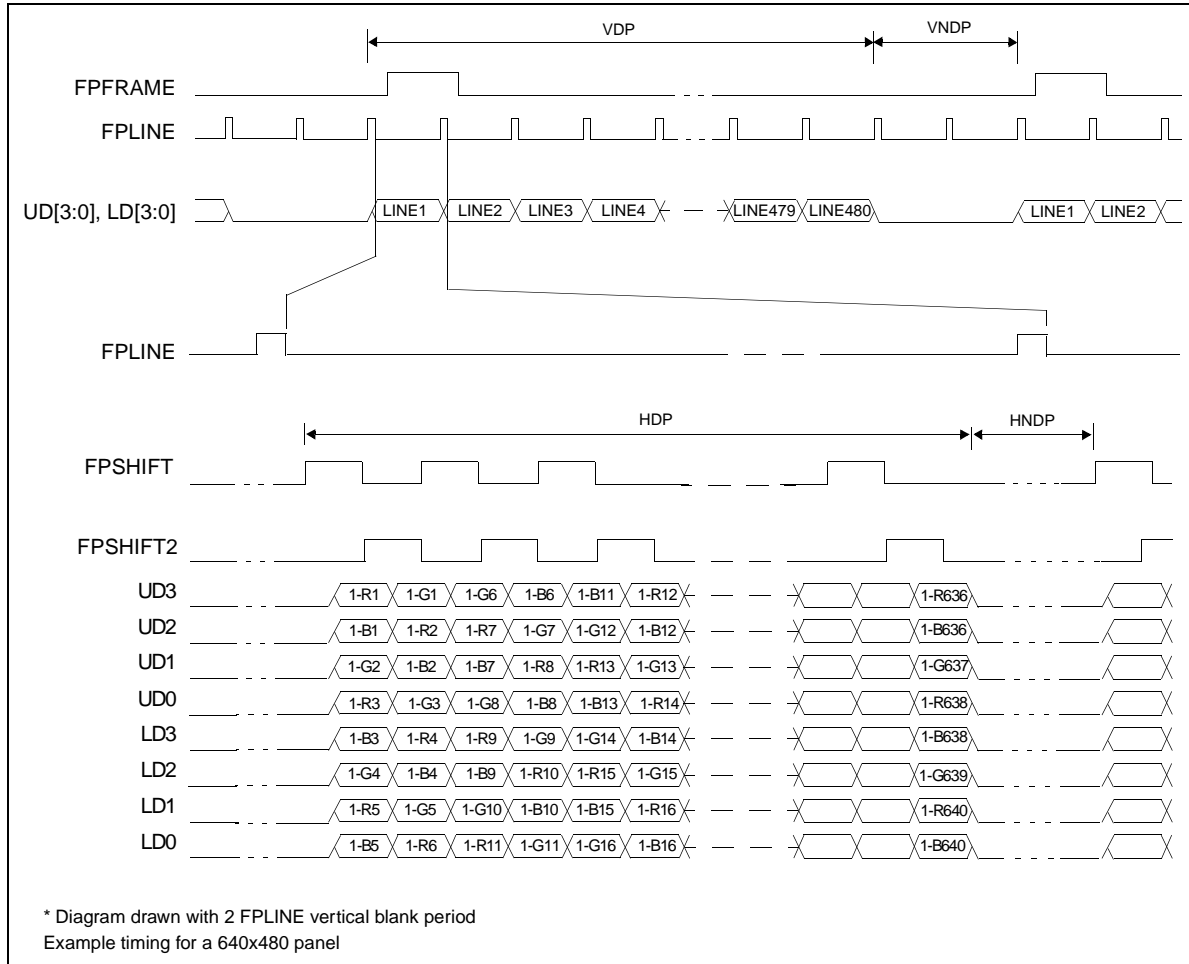 VDP VNDP
FPFRAME
FPLINE
UD[3:0], LD[3:0] LINE1 LINE2 LINE3 LINE4 LINE479 LINE480 LINE1 LINE2
FPLINE
HDP HNDP
FPSHIFT
FPSHIFT2
UD3 1-R1 1-G1 1-G6 1-B6 1-B11 1-R12 1-R636
UD2 1-B1 1-R2 1-R7 1-G7 1-G12 1-B12 1-B636
UD1 1-G2 1-B2 1-B7 1-R8 1-R13 1-G13 1-G637
UD0 1-R3 1-G3 1-G8 1-B8 1-B13 1-R14 1-R638
LD3 1-B3 1-R4 1-R9 1-G9 1-G14 1-B14 1-B638
LD2 1-G4 1-B4 1-B9 1-R10 1-R15 1-G15 1-G639
LD1 1-R5 1-G5 1-G10 1-B10 1-B15 1-R16 1-R640
LD0 1-B5 1-R6 1-R11 1-G11 1-G16 1-B16 1-B640
* Diagram drawn with 2 FPLINE vertical blank period
Example timing for a 640x480 panel